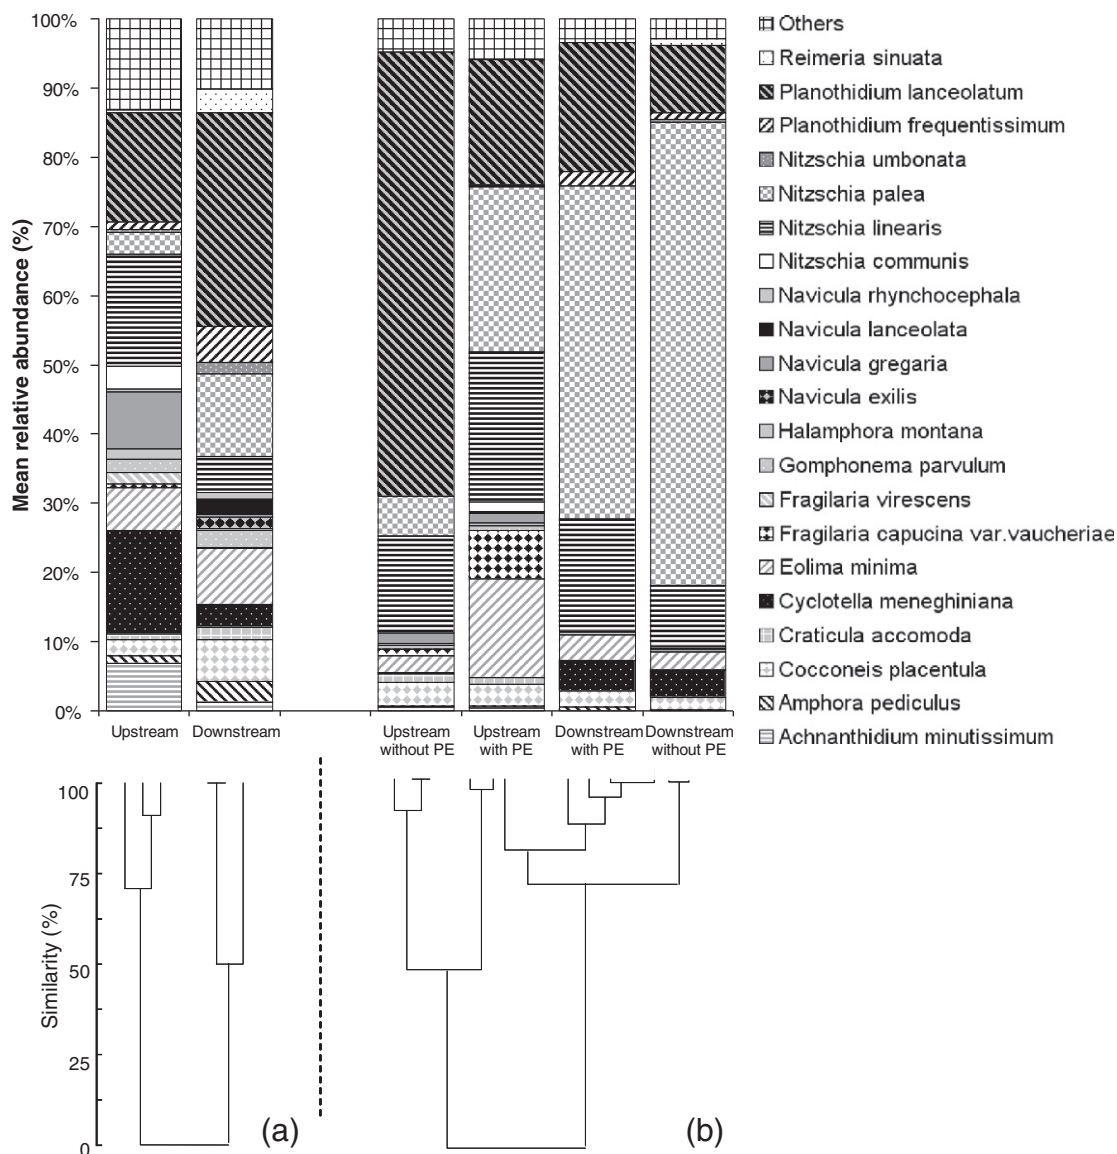 100%
90%
80%
70%
60%
50%
40%
30%
20%
10%
0%
Mean relative abundance (%)
Upstream
Downstream
Upstream
without PE
Upstream
with PE
Downstream
with PE
Downstream
without PE
Others
Reimeria sinuata
Planothidium lanceolatum
Planothidium frequentissimum
Nitzschia umbonata
Nitzschia palea
Nitzschia linearis
Nitzschia communis
Navicula rhynchocephala
Navicula lanceolata
Navicula gregaria
Navicula exilis
Halamphora montana
Gomphonema parvulum
Fragilaria virescens
Fragilaria capucina var.vaucheriae
Eolima minima
Cyclotella meneghiniana
Craticula accomoda
Cocconeis placentula
Amphora pediculus
Achnanthidium minutissimum
100
75
50
25
0
Similarity (%)
(a)
(b)